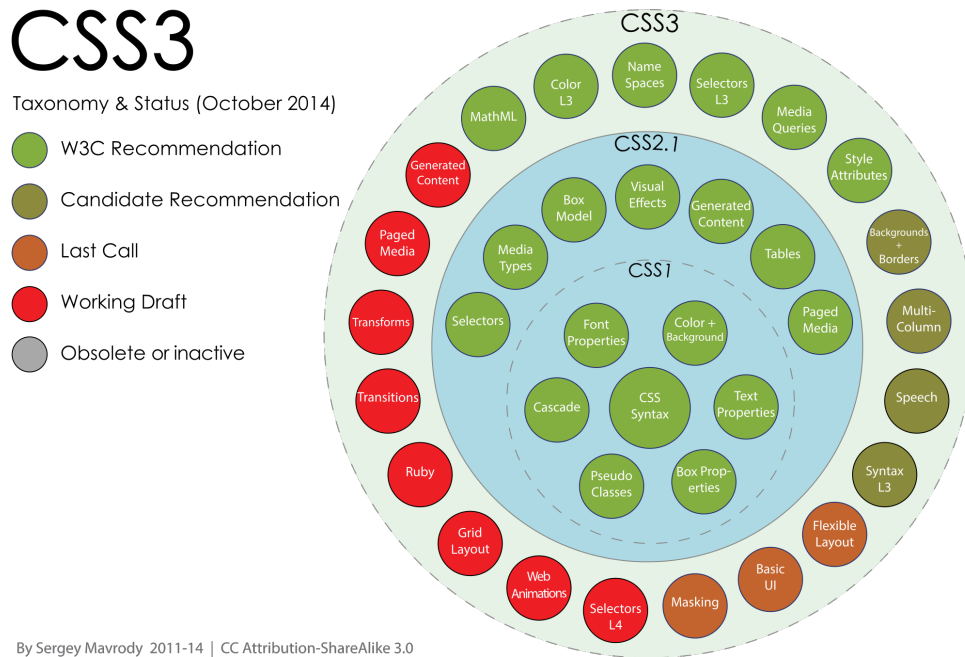 CSS3
Taxonomy & Status (October 2014)
W3C Recommendation
Candidate Recommendation
Last Call
Working Draft
Obsolete or inactive
CSS3
Name
Spaces
Selectors
L3
Media
Queries
Style
Attributes
Backgrounds
+
Borders
Multi-
Column
Speech
Syntax
L3
Flexible
Layout
Basic
UI
Masking
Selectors
L4
Web
Animations
Grid
Layout
Ruby
Transitions
Transforms
Paged
Media
Generated
Content
MathML
Color
L3
CSS2.1
Visual
Effects
Generated
Content
Tables
Paged
Media
Selectors
Media
Types
Box
Model
CSS1
Font
Properties
Color +
Background
Cascade
CSS
Syntax
Text
Properties
Pseudo
Classes
Box Prop-
erties
By Sergey Mavrody 2011-14 | CC Attribution-ShareAlike 3.0